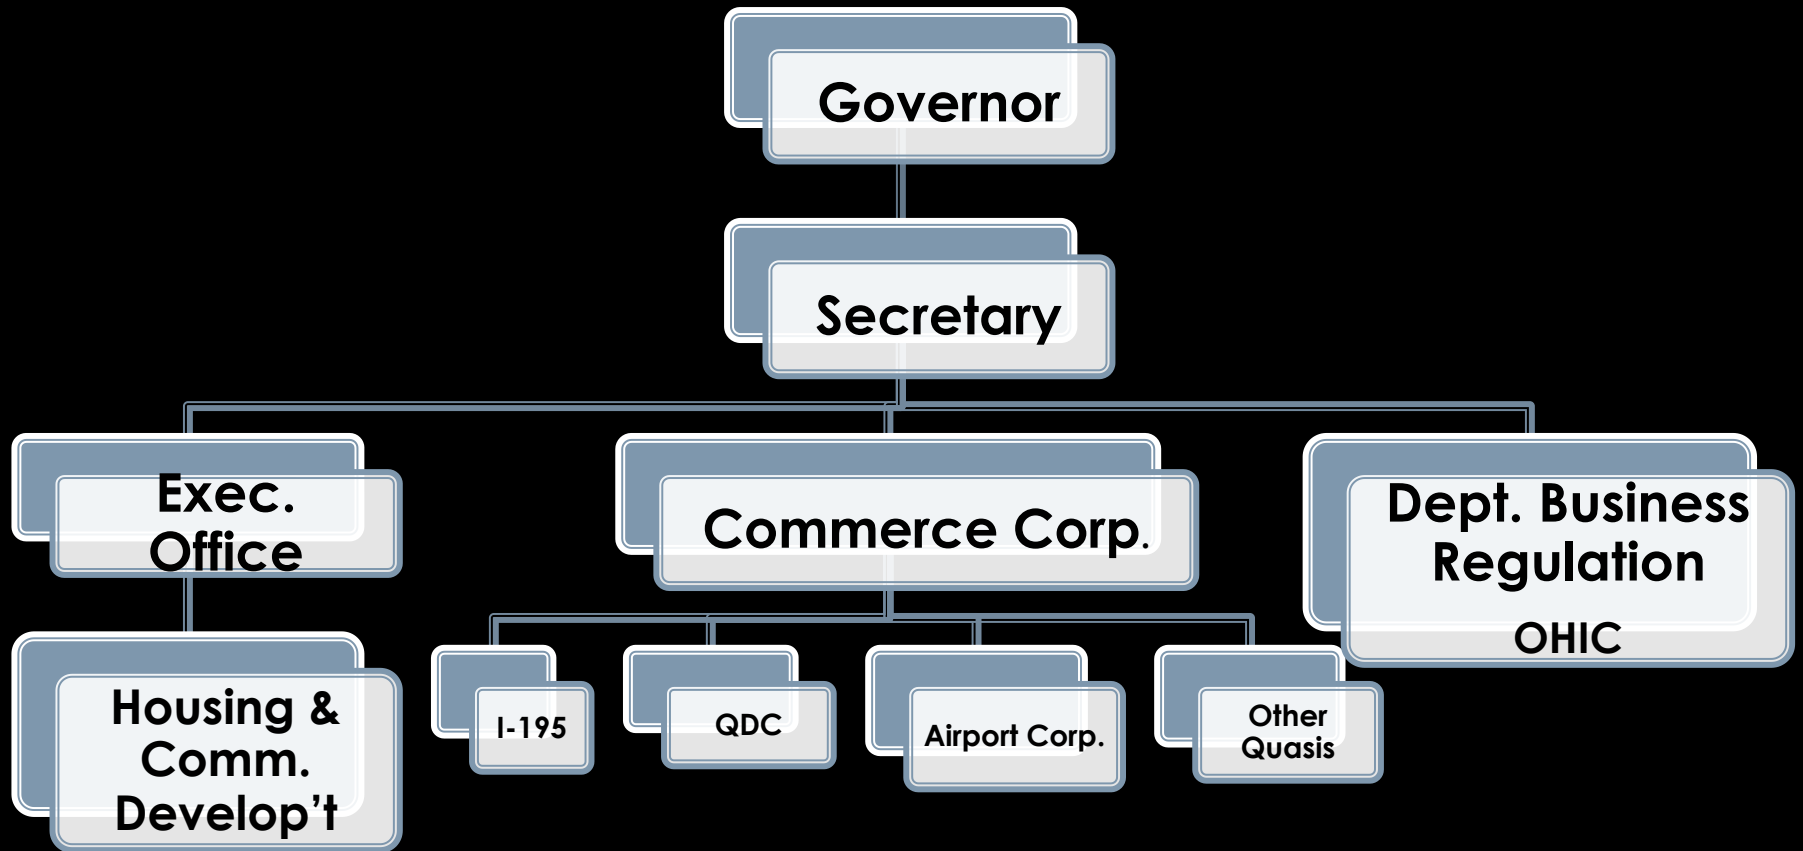 Governor
Secretary
Exec.
Office
Commerce Corp.
Dept. Business
Regulation
OHIC
Housing &
Comm.
Develop’t
I-195
QDC
Airport Corp.
Other
Quasis